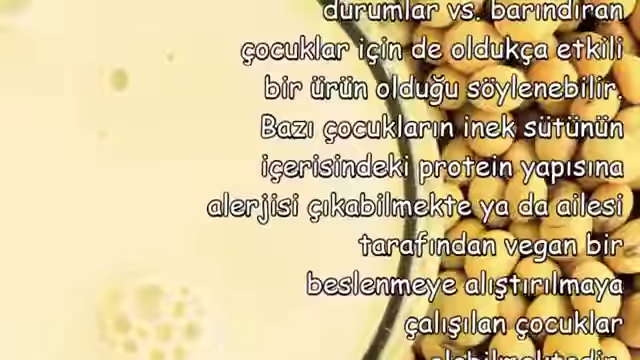 durumlar vs. barındıran
çocuklar için de oldukça etkili
bir ürün olduğu söylenebilir.
Bazı çocukların inek sütünün
içerisindeki protein yapısına
alerjisi çıkabilmekte ya da ailesi
tarafından vegan bir
beslenmeye alıştırılmaya
çalışılan çocuklar